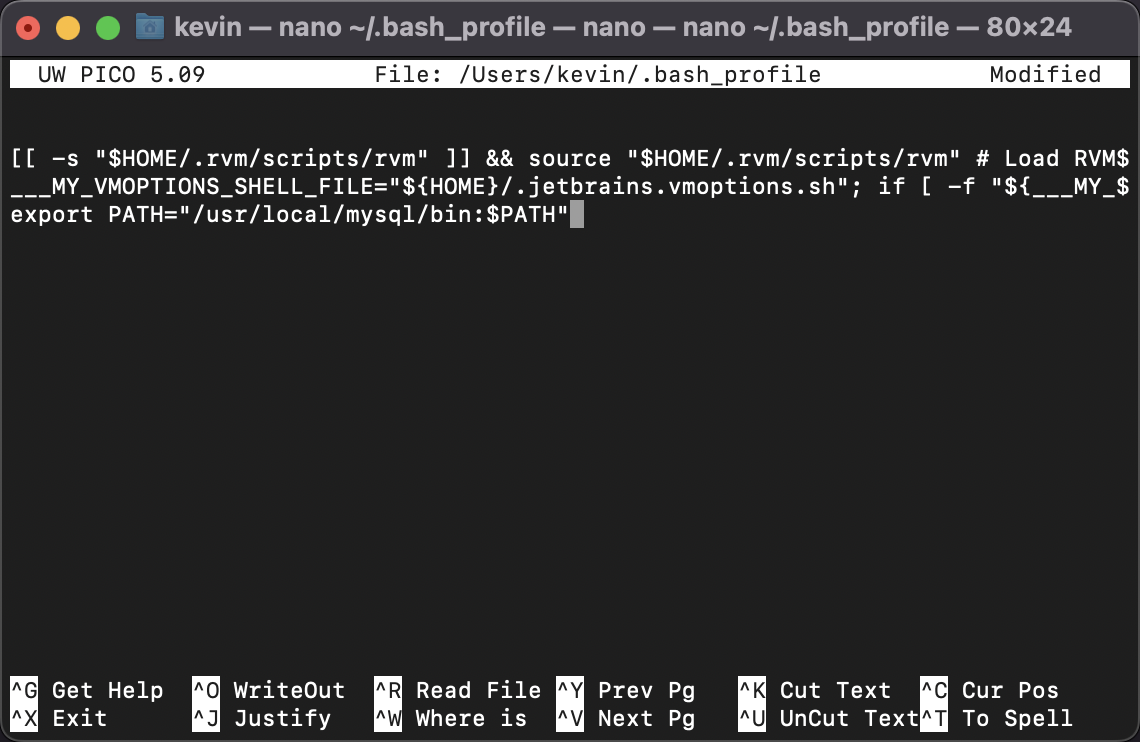 kevin — nano ~/.bash_profile — nano — nano ~/.bash_profile — 80×24
UW PICO 5.09 File: /Users/kevin/.bash_profile Modified
[[ -s "$HOME/.rvm/scripts/rvm" ]] && source "$HOME/.rvm/scripts/rvm" # Load RVM$
___MY_VMOPTIONS_SHELL_FILE="${HOME}/.jetbrains.vmoptions.sh"; if [ -f "${___MY_$
export PATH="/usr/local/mysql/bin:$PATH"
^G Get Help ^O WriteOut ^R Read File ^Y Prev Pg ^K Cut Text ^C Cur Pos
^X Exit ^J Justify ^W Where is ^V Next Pg ^U UnCut Text ^T To Spell